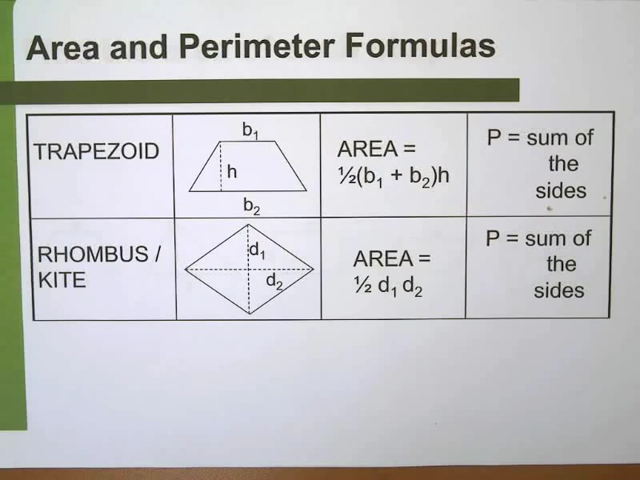 Area and Perimeter Formulas
TRAPEZOID
b₁
h
b₂
AREA =
½(b₁ + b₂)h
P = sum of
the
sides
RHOMBUS /
KITE
d₁
d₂
AREA =
½ d₁ d₂
P = sum of
the
sides